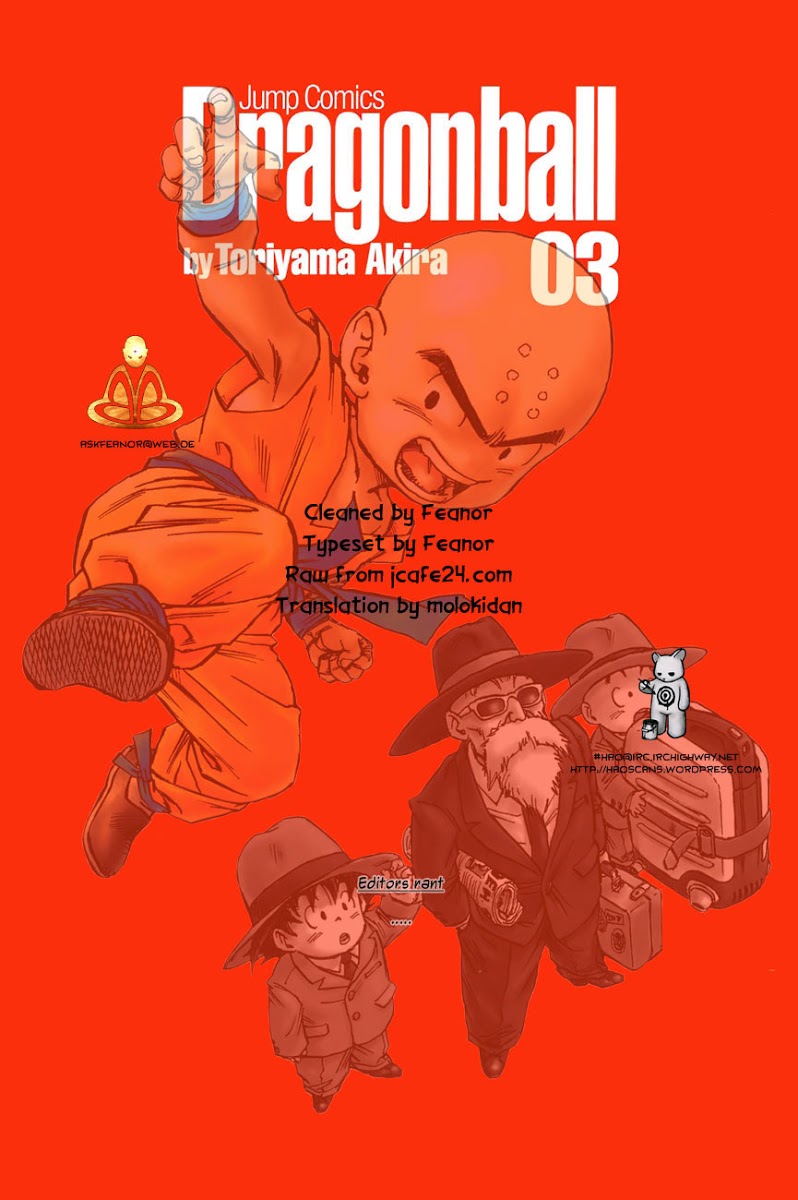 Jump Comics
Dragonball
by Toriyama Akira
03
ASKFEANOR@WEB.DE
Cleaned by Feanor
Typeset by Feanor
Raw from jcafe24.com
Translation by molokidan
#HAO@IRC.IRCHIGHWAY.NET
HTTP://HAOSCANS.WORDPRESS.COM
Editors rant
.....